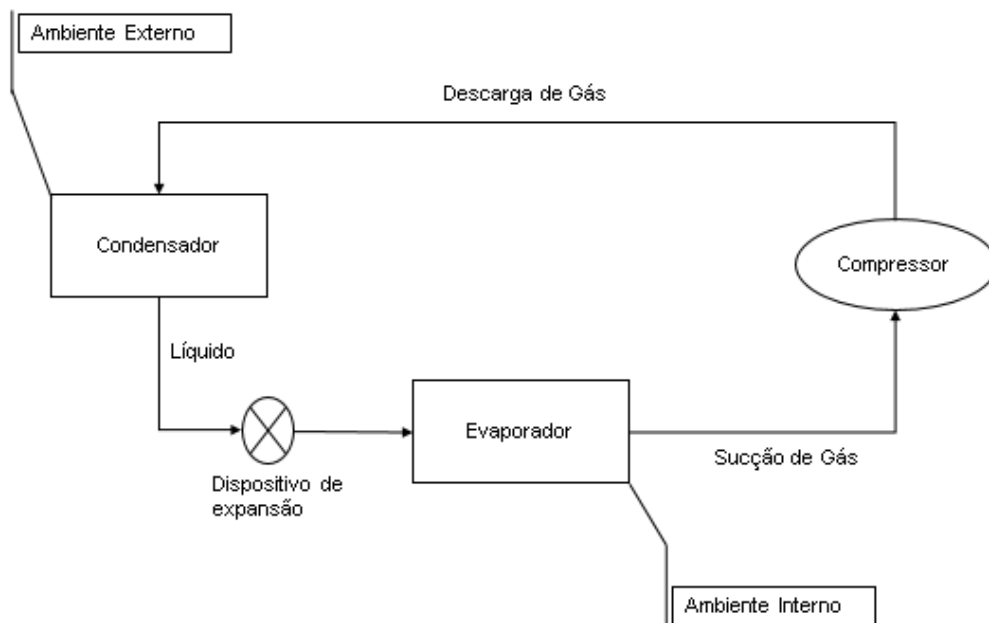 Ambiente Externo
Descarga de Gás
Condensador
Compressor
Líquido
Evaporador
Sucção de Gás
Dispositivo de
expansão
Ambiente Interno